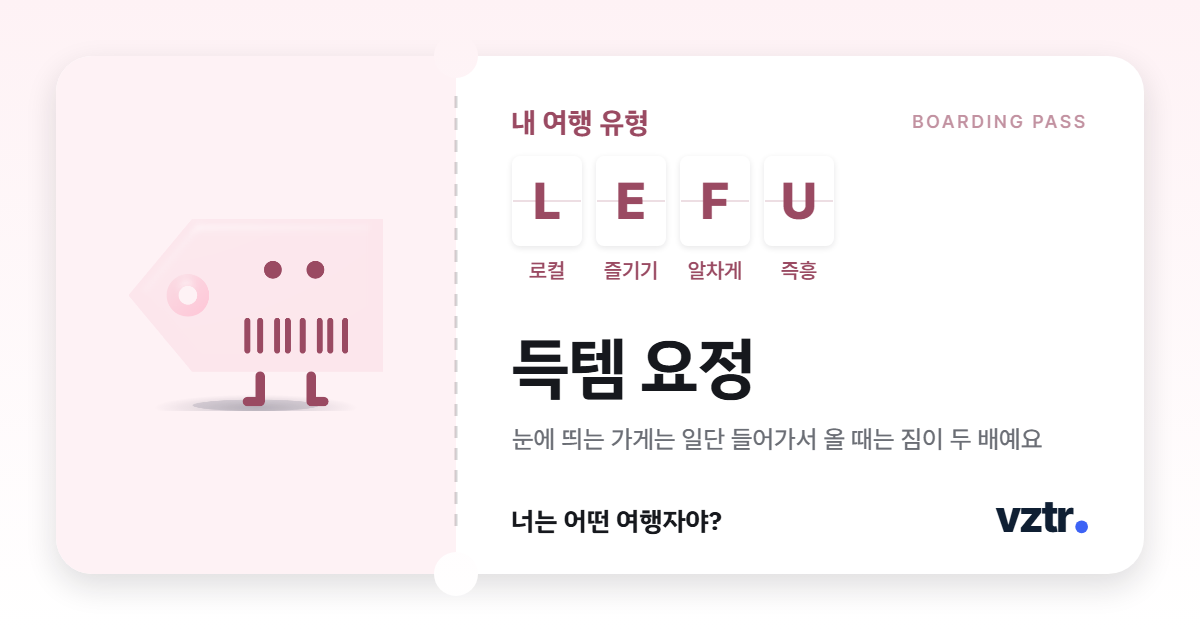 내 여행 유형
BOARDING PASS
L E F U
로컬 즐기기 알차게 즉흥
득템 요정
눈에 띄는 가게는 일단 들어가서 올 때는 짐이 두 배예요
너는 어떤 여행자야?
vztr.